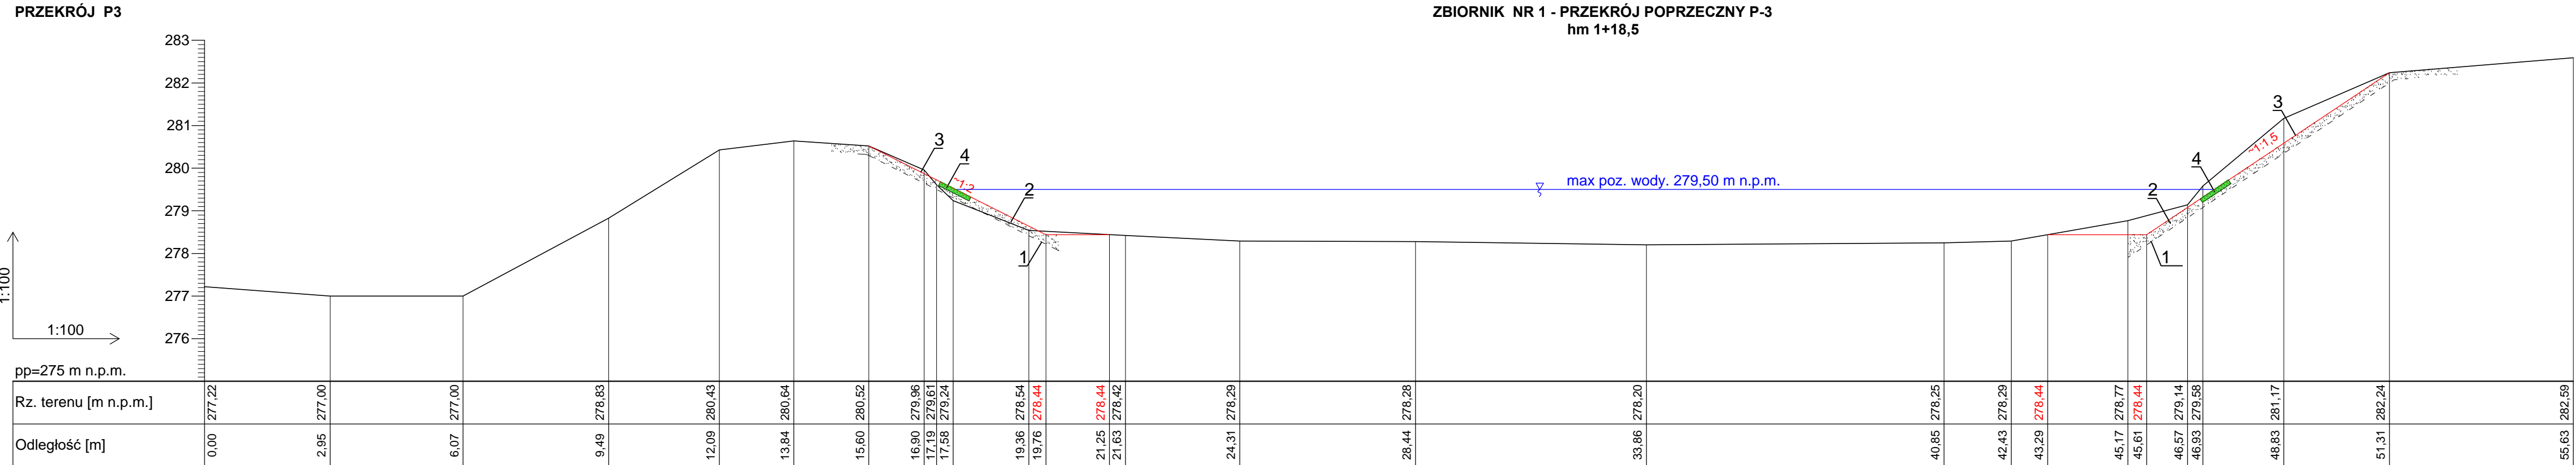 PRZEKRÓJ P3
ZBIORNIK NR 1 - PRZEKRÓJ POPRZECZNY P-3
hm 1+18,5
283
282
281
280
279
278
277
276
3
4
~1:2
2
1
max poz. wody. 279,50 m n.p.m.
3
~1:1,5
4
2
1
1:100
1:100
pp=275 m n.p.m.
Rz. terenu [m n.p.m.] 277,22 277,00 277,00 278,83 280,43 280,64 280,52 279,96 279,61 279,24 278,54 278,44 278,44 278,42 278,29 278,28 278,20 278,25 278,29 278,44 278,77 278,44 279,14 279,58 281,17 282,24 282,59
Odległość [m] 0,00 2,95 6,07 9,49 12,09 13,84 15,60 16,90 17,19 17,58 19,36 19,76 21,25 21,63 24,31 28,44 33,86 40,85 42,43 43,29 45,17 45,61 46,57 46,93 48,83 51,31 55,63